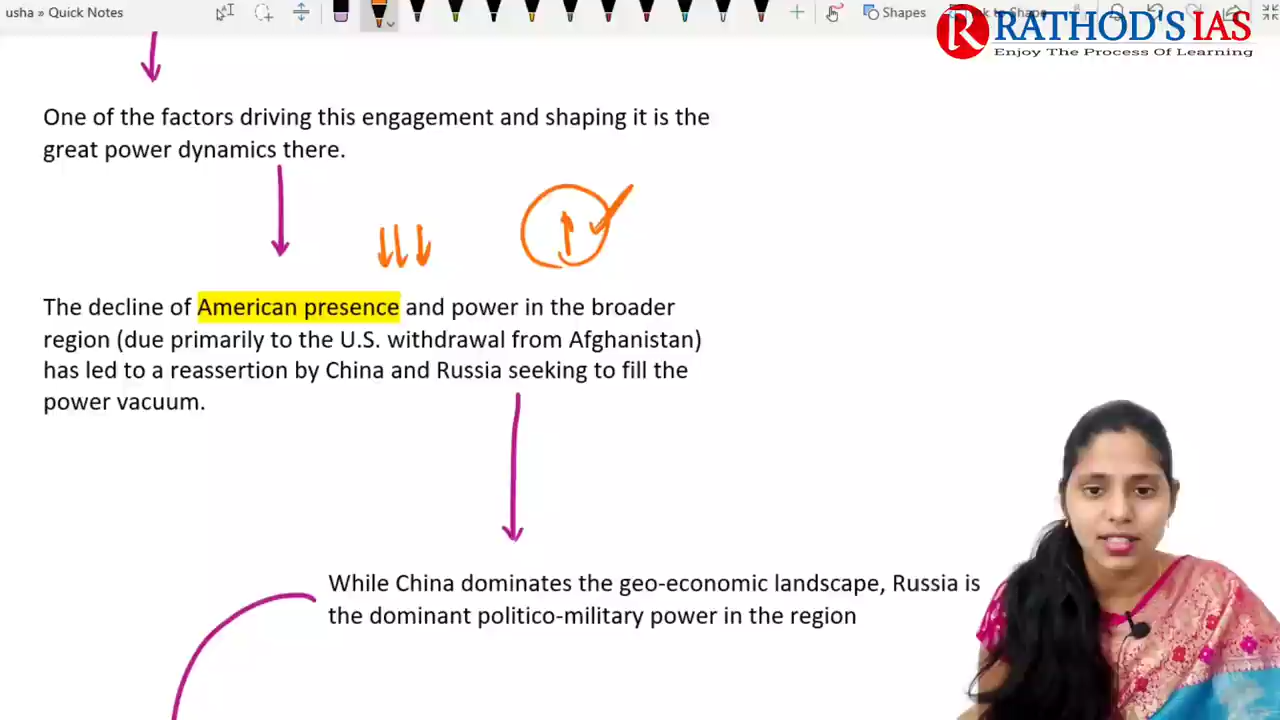 usha » Quick Notes
Shapes
RATHOD'S IAS
Enjoy The Process Of Learning
One of the factors driving this engagement and shaping it is the
great power dynamics there.
The decline of American presence and power in the broader
region (due primarily to the U.S. withdrawal from Afghanistan)
has led to a reassertion by China and Russia seeking to fill the
power vacuum.
While China dominates the geo-economic landscape, Russia is
the dominant politico-military power in the region